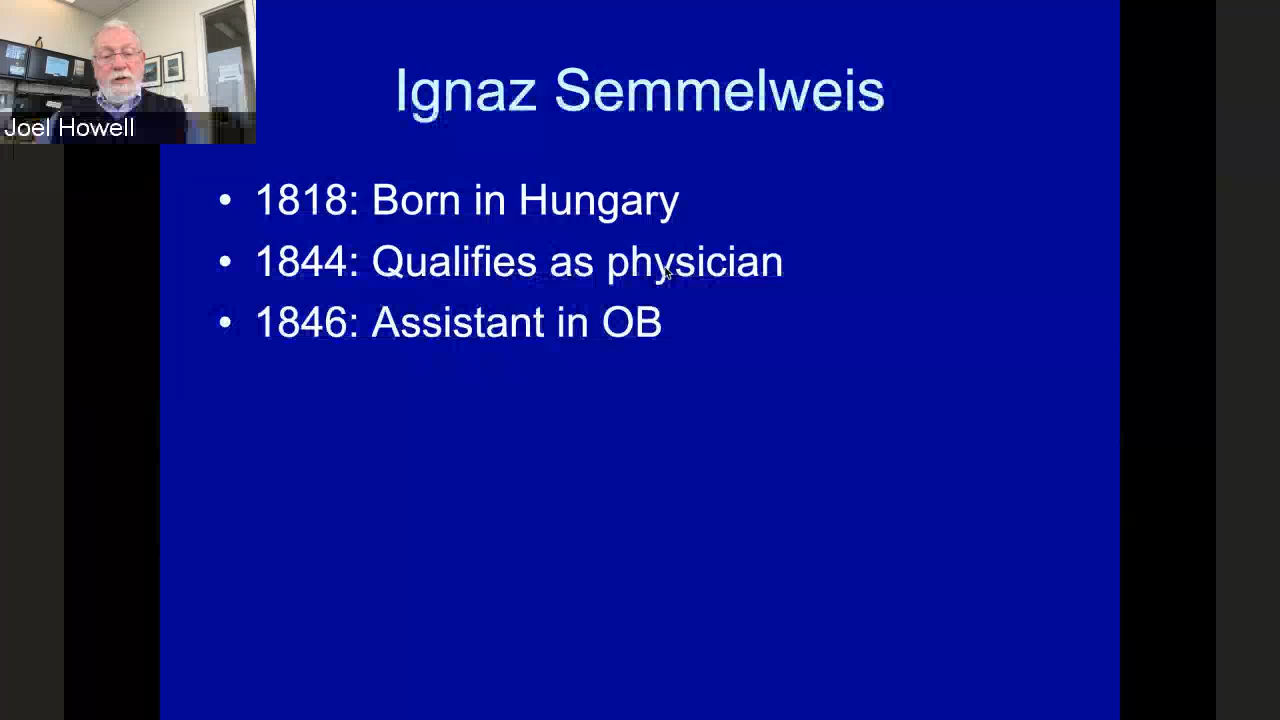 Joel Howell
Ignaz Semmelweis
• 1818: Born in Hungary
• 1844: Qualifies as physician
• 1846: Assistant in OB